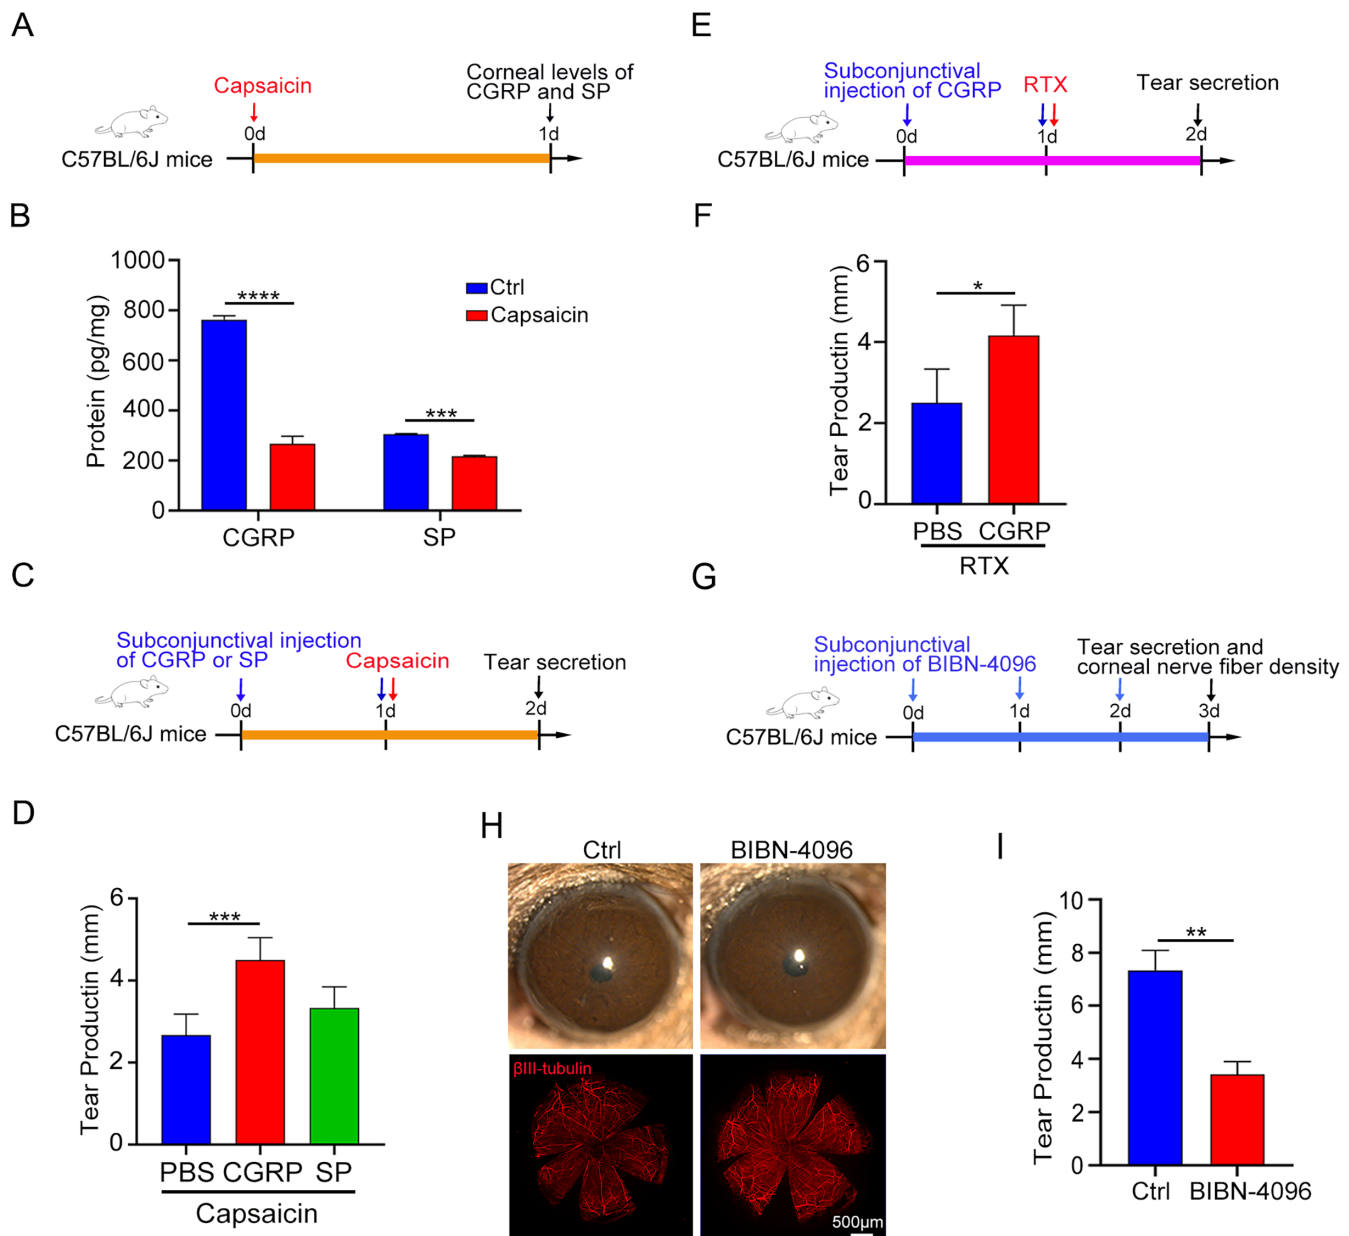 A
Capsaicin
Corneal levels of
CGRP and SP
0d
1d
C57BL/6J mice
B
Protein (pg/mg)
1000
800
600
400
200
0
****
***
Ctrl
Capsaicin
CGRP
SP
C
Subconjunctival injection
of CGRP or SP
Capsaicin
Tear secretion
0d
1d
2d
C57BL/6J mice
D
Tear Productin (mm)
6
4
2
0
***
PBS
CGRP
SP
Capsaicin
E
Subconjunctival
injection of CGRP
RTX
Tear secretion
0d
1d
2d
C57BL/6J mice
F
Tear Productin (mm)
6
4
2
0
*
PBS
CGRP
RTX
G
Subconjunctival
injection of BIBN-4096
Tear secretion and
corneal nerve fiber density
0d
1d
2d
3d
C57BL/6J mice
H
Ctrl
BIBN-4096
βIII-tubulin
500μm
I
Tear Productin (mm)
10
8
6
4
2
0
**
Ctrl
BIBN-4096